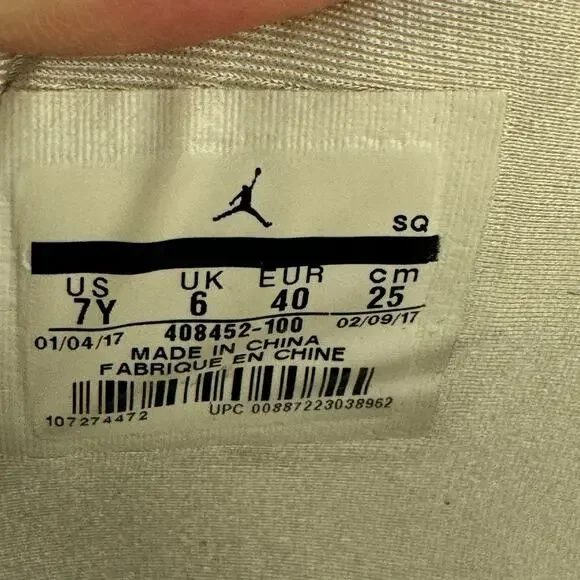 SQ
US UK EUR cm
7Y 6 40 25
01/04/17 408452-100 02/09/17
MADE IN CHINA
FABRIQUE EN CHINE
107274472 UPC 00887223038962